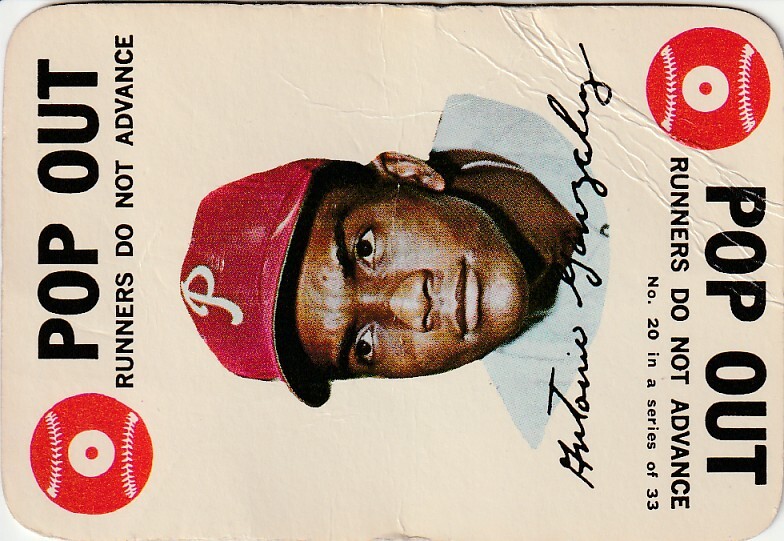 POP OUT
RUNNERS DO NOT ADVANCE
Antonio Gonzalez
POP OUT
RUNNERS DO NOT ADVANCE
No. 20 in a series of 33
P